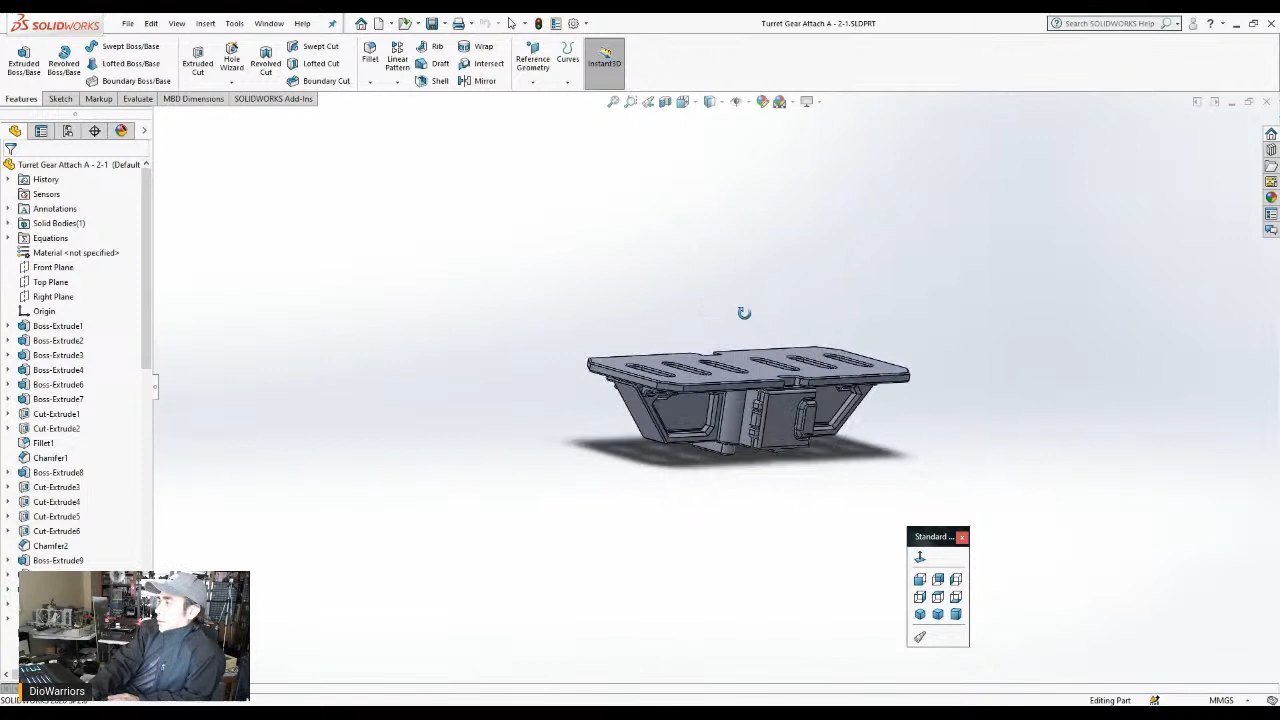 SOLIDWORKS
File
Edit
View
Insert
Tools
Window
Help
Turret Gear Attach A - 2-1.SLDPRT
Search SOLIDWORKS Help
Extruded Boss/Base
Revolved Boss/Base
Swept Boss/Base
Lofted Boss/Base
Boundary Boss/Base
Extruded Cut
Hole Wizard
Revolved Cut
Swept Cut
Lofted Cut
Boundary Cut
Fillet
Linear Pattern
Rib
Draft
Shell
Wrap
Intersect
Mirror
Reference Geometry
Curves
Instant3D
Features
Sketch
Markup
Evaluate
MBD Dimensions
SOLIDWORKS Add-Ins
Turret Gear Attach A - 2-1 (Default
History
Sensors
Annotations
Solid Bodies(1)
Equations
Material <not specified>
Front Plane
Top Plane
Right Plane
Origin
Boss-Extrude1
Boss-Extrude2
Boss-Extrude3
Boss-Extrude4
Boss-Extrude6
Boss-Extrude7
Cut-Extrude1
Cut-Extrude2
Fillet1
Chamfer1
Boss-Extrude8
Cut-Extrude3
Cut-Extrude4
Cut-Extrude5
Cut-Extrude6
Chamfer2
Boss-Extrude9
Standard ...
DioWarriors
Editing Part
MMGS